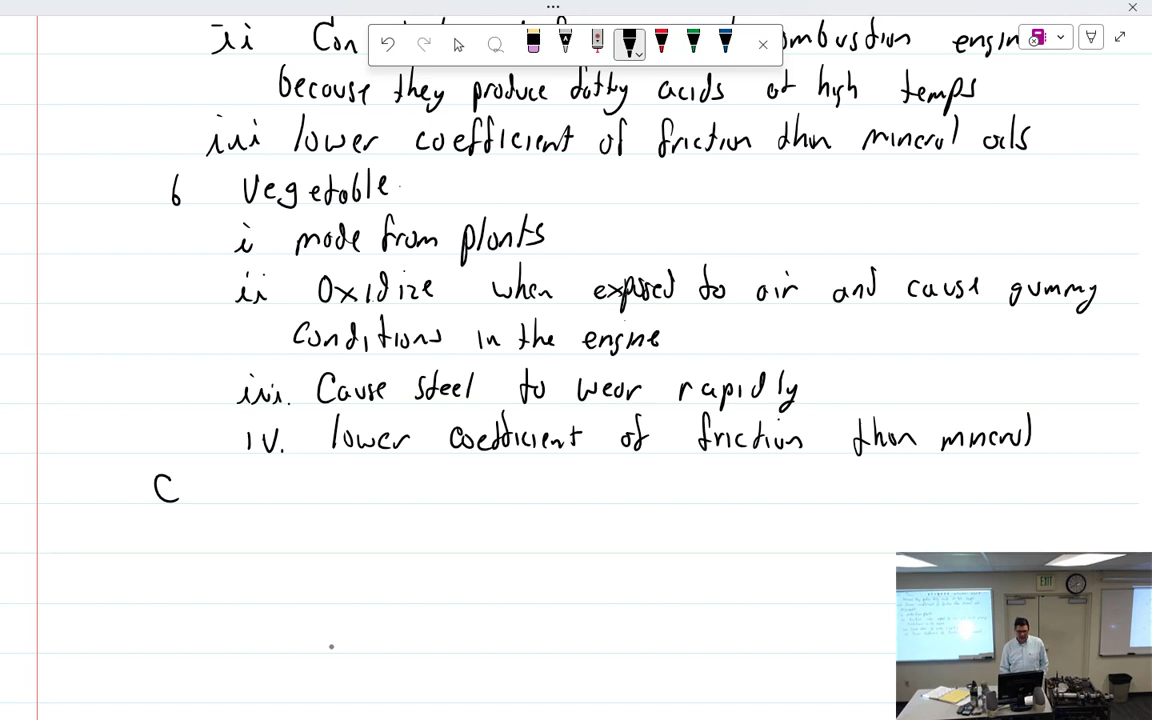 ii Con ombustion engin
because they produce fatty acids at high temps
iii lower coefficient of friction than mineral oils
b Vegetable
i made from plants
ii Oxidize when exposed to air and cause gummy
conditions in the engine
iii. Cause steel to wear rapidly
IV. lower coefficient of friction than mineral
C
EXIT